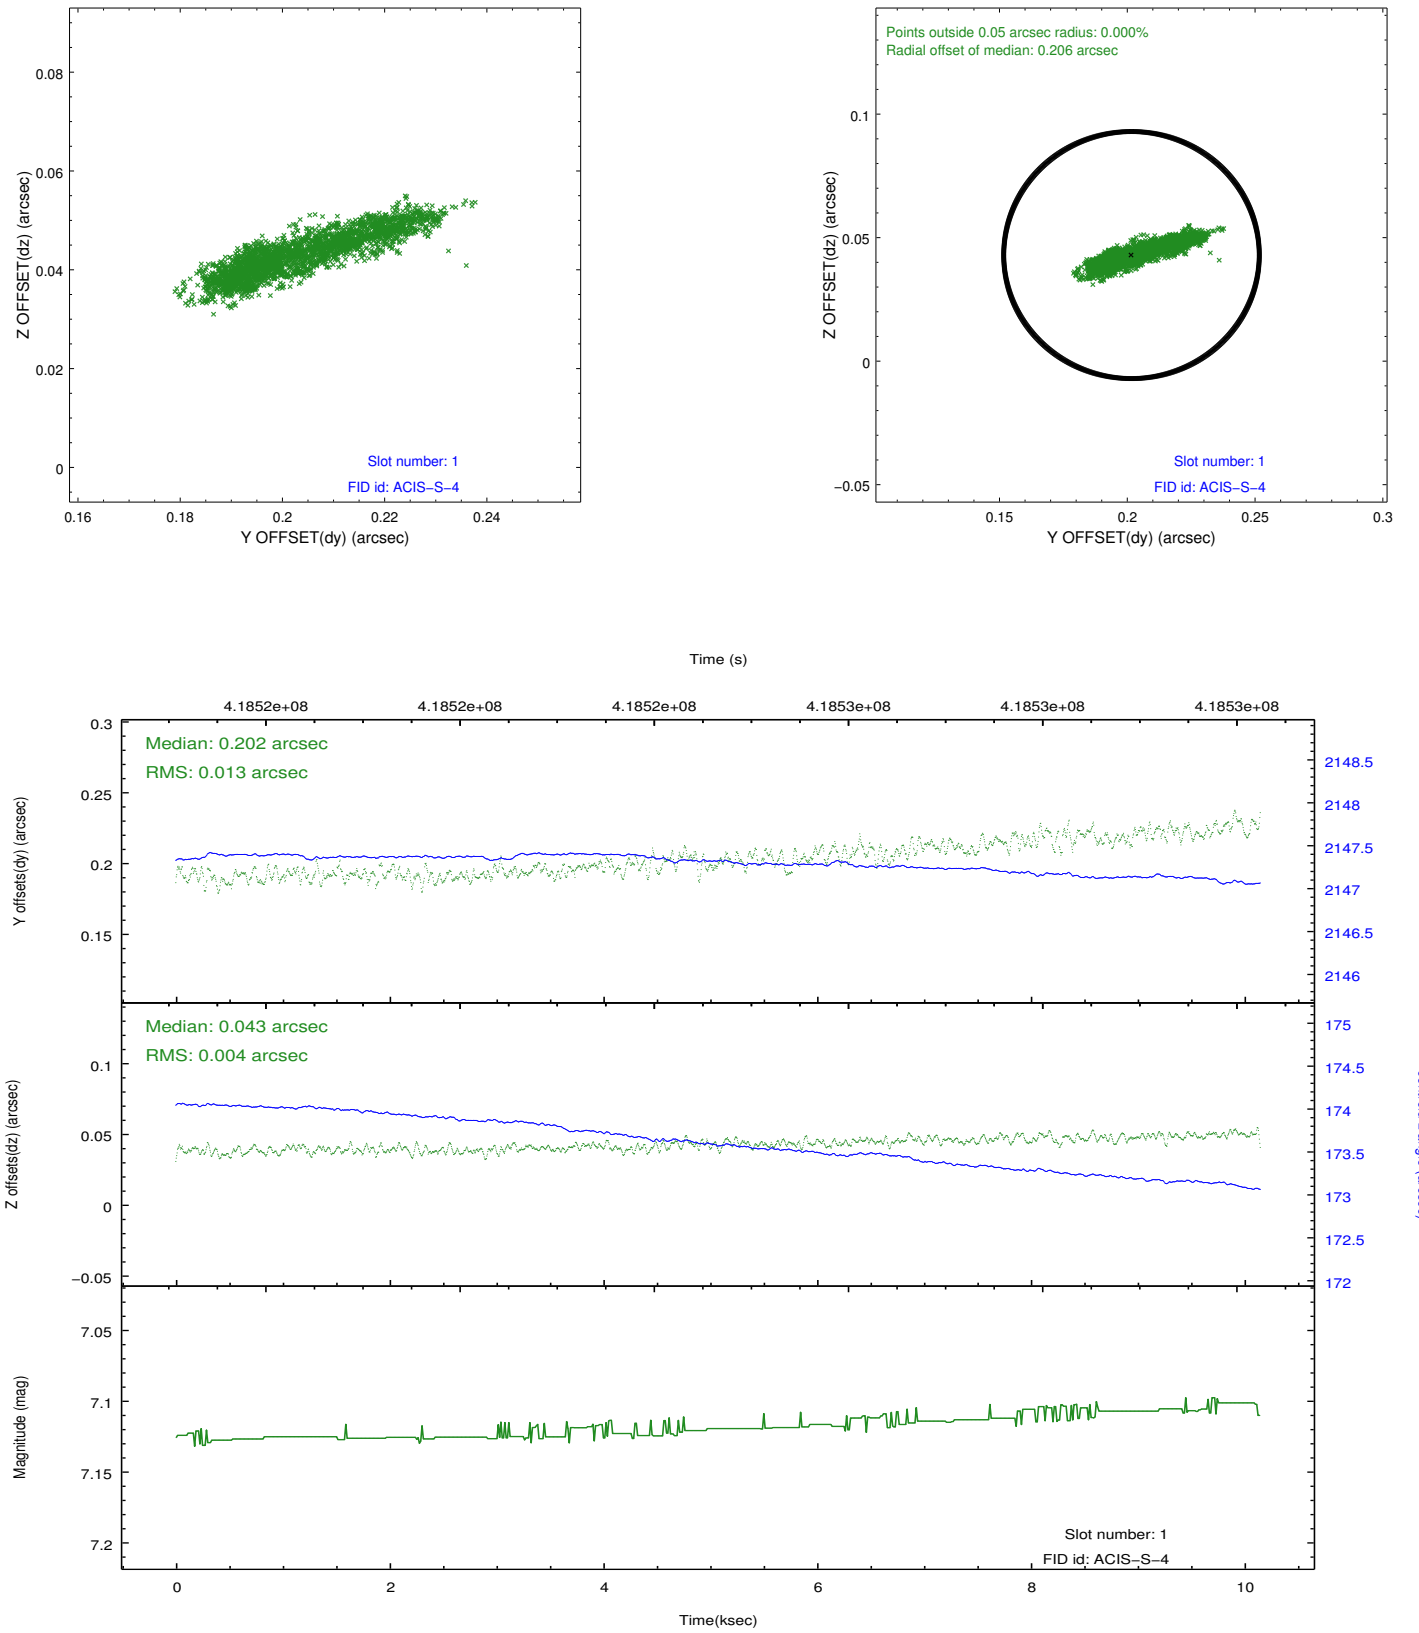 0.08
0.06
0.04
0.02
0
Z OFFSET(dz) (arcsec)
Slot number: 1
FID id: ACIS−S−4
0.16 0.18 0.2 0.22 0.24
Y OFFSET(dy) (arcsec)
Points outside 0.05 arcsec radius: 0.000%
Radial offset of median: 0.206 arcsec
0.1
0.05
0
−0.05
Z OFFSET(dz) (arcsec)
Slot number: 1
FID id: ACIS−S−4
0.15 0.2 0.25 0.3
Y OFFSET(dy) (arcsec)
Time (s)
4.1852e+08 4.1852e+08 4.1852e+08 4.1853e+08 4.1853e+08 4.1853e+08
Median: 0.202 arcsec
RMS: 0.013 arcsec
0.3
0.25
0.2
0.15
Y offsets(dy) (arcsec)
2148.5
2148
2147.5
2147
2146.5
2146
Median: 0.043 arcsec
RMS: 0.004 arcsec
0.1
0.05
0
−0.05
Z offsets(dz) (arcsec)
175
174.5
174
173.5
173
172.5
172
7.05
7.1
7.15
7.2
Magnitude (mag)
Slot number: 1
FID id: ACIS−S−4
0 2 4 6 8 10
Time(ksec)